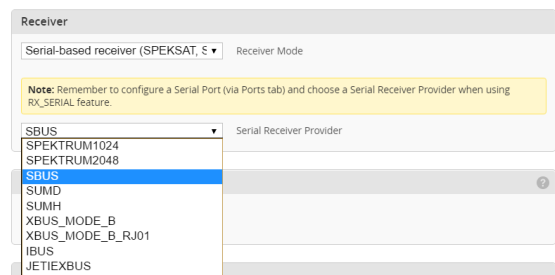 Receiver
Serial-based receiver (SPEKSAT, S
Receiver Mode
Note: Remember to configure a Serial Port (via Ports tab) and choose a Serial Receiver Provider when using
RX_SERIAL feature.
SBUS
Serial Receiver Provider
SPEKTRUM1024
SPEKTRUM2048
SBUS
SUMD
SUMH
XBUS_MODE_B
XBUS_MODE_B_RJ01
IBUS
JETIEXBUS
?